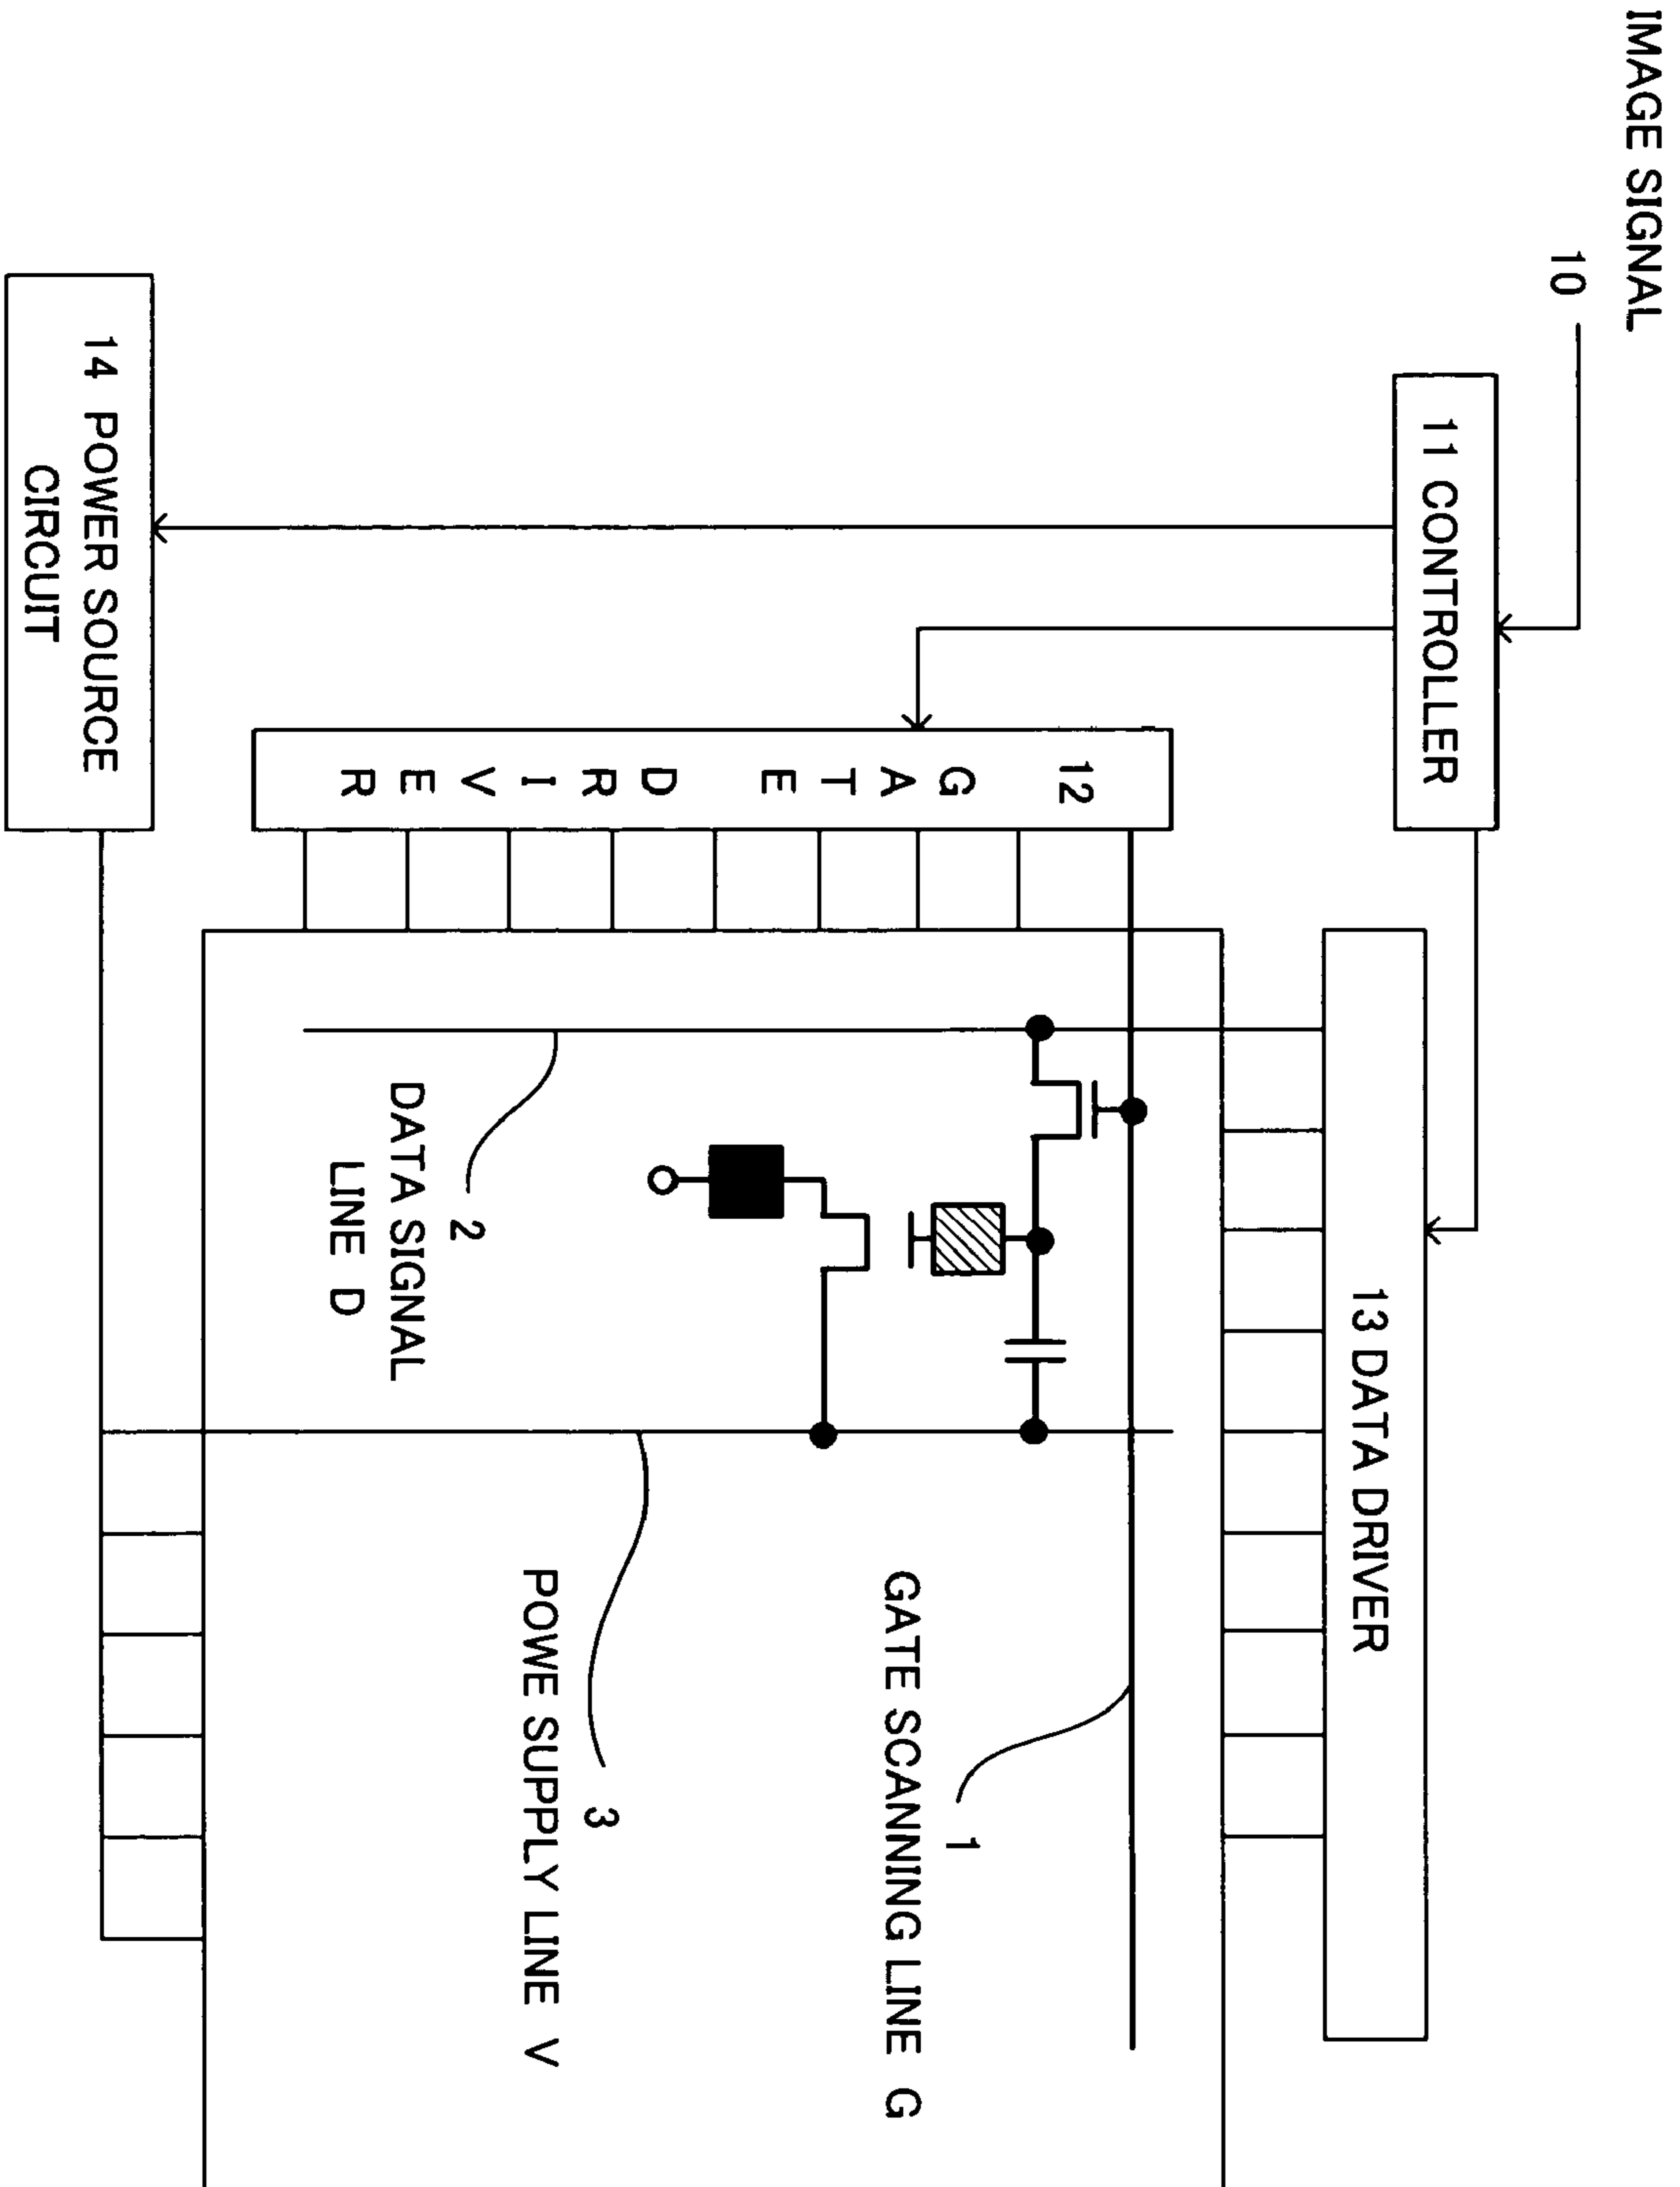 IMAGE SIGNAL
10
11 CONTROLLER
13 DATA DRIVER
12 GATE DRIVER
GATE SCANNING LINE G
1
2
DATA SIGNAL
LINE D
3
POWE SUPPLY LINE V
14 POWER SOURCE
CIRCUIT